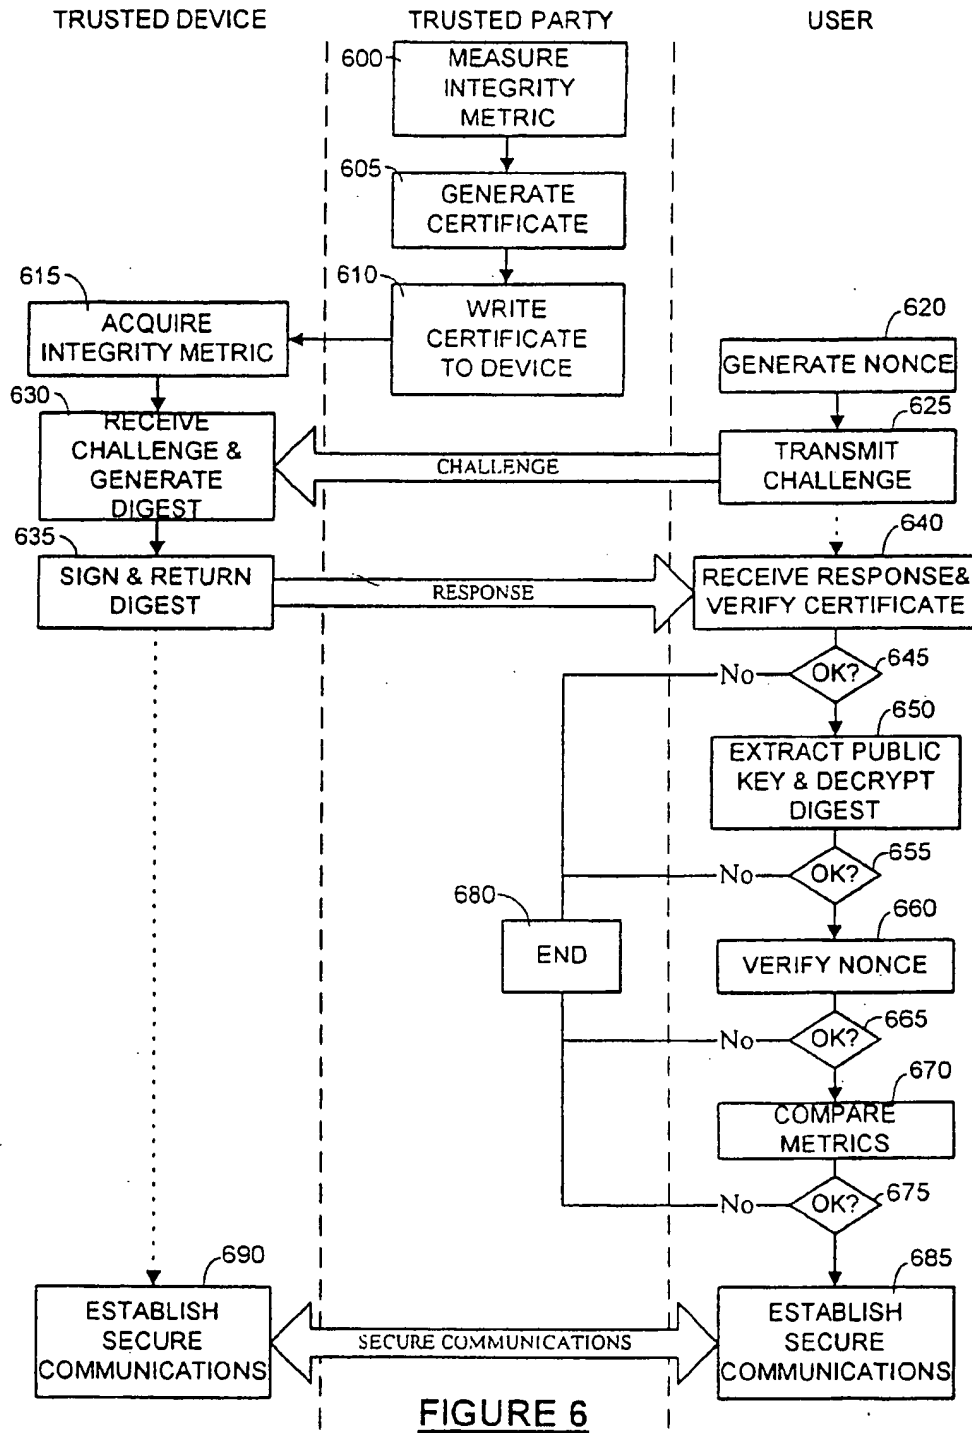 TRUSTED DEVICE
TRUSTED PARTY
USER
600
MEASURE
INTEGRITY
METRIC
605
GENERATE
CERTIFICATE
610
WRITE
CERTIFICATE
TO DEVICE
615
ACQUIRE
INTEGRITY METRIC
620
GENERATE NONCE
625
TRANSMIT
CHALLENGE
CHALLENGE
630
RECEIVE
CHALLENGE &
GENERATE
DIGEST
635
SIGN & RETURN
DIGEST
RESPONSE
640
RECEIVE RESPONSE&
VERIFY CERTIFICATE
645
OK?
No
650
EXTRACT PUBLIC
KEY & DECRYPT
DIGEST
655
OK?
No
680
END
660
VERIFY NONCE
665
OK?
No
670
COMPARE
METRICS
675
OK?
No
690
ESTABLISH
SECURE
COMMUNICATIONS
SECURE COMMUNICATIONS
685
ESTABLISH
SECURE
COMMUNICATIONS
FIGURE 6